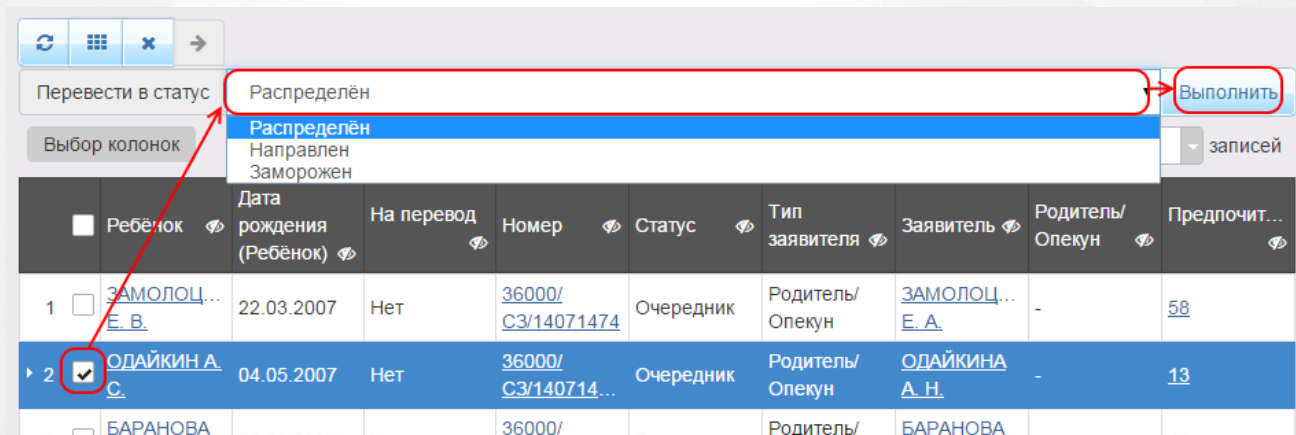 Перевести в статус Распределён Выполнить
Распределён
Выбор колонок Направлен записей
Заморожен
Ребёнок Дата рождения (Ребёнок) На перевод Номер Статус Тип заявителя Заявитель Родитель/ Опекун Предпочит...
1 ЗАМОЛОЦ... Е. В. 22.03.2007 Нет 36000/ СЗ/14071474 Очередник Родитель/ Опекун ЗАМОЛОЦ... Е. А. - 58
2 ОДАЙКИН А. С. 04.05.2007 Нет 36000/ СЗ/140714... Очередник Родитель/ Опекун ОДАЙКИНА А. Н. - 13
БАРАНОВА 36000/ Родитель/ БАРАНОВА